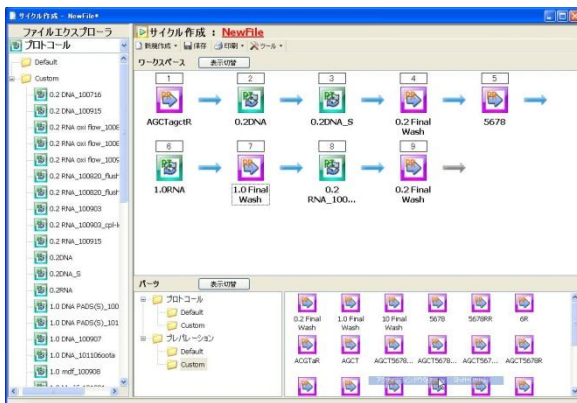 サイクル作成 - NewFile*
ファイルエクスプローラ
プロトコール
Default
Custom
0.2 DNA_100716
0.2 DNA_100915
0.2 RNA oxi flow_1008
0.2 RNA oxi flow_1008
0.2 RNA oxi flow_1009
0.2 RNA_100820_flush
0.2 RNA_100820_flush
0.2 RNA_100903
0.2 RNA_100903_cpl-k
0.2 RNA_100915
0.2DNA
0.2DNA_S
0.2RNA
1.0 DNA PADS(S)_100
1.0 DNA PADS(S)_101
1.0 DNA_100907
1.0 DNA_101106oota
1.0 mdf_100908
サイクル作成 : NewFile
新規作成 保存 印刷 ツール
ワークスペース 表示切替
1 2 3 4 5
AGCTagctR 0.2DNA 0.2DNA_S 0.2 Final Wash 5678
6 7 8 9
1.0RNA 1.0 Final Wash 0.2 RNA_100... 0.2 Final Wash
パーツ 表示切替
プロトコール
Default
Custom
プレパレーション
Default
Custom
0.2 Final Wash 1.0 Final Wash 10 Final Wash 5678 5678RR 6R
ACGTaR AGCT AGCT5678... AGCT5678... AGCT567... AGCT5678R